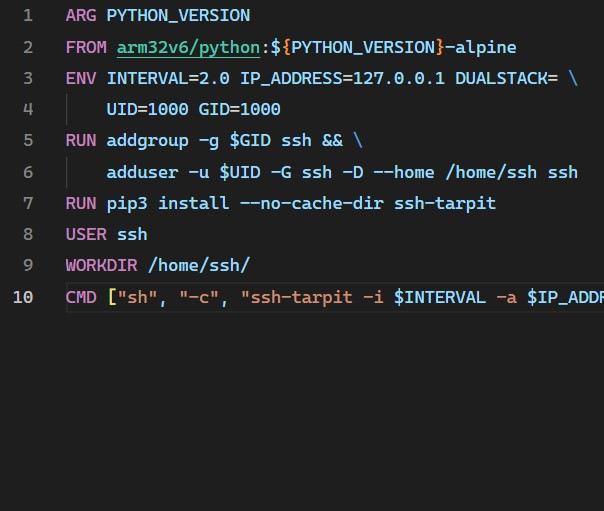 1 ARG PYTHON_VERSION
2 FROM arm32v6/python:${PYTHON_VERSION}-alpine
3 ENV INTERVAL=2.0 IP_ADDRESS=127.0.0.1 DUALSTACK= \
4 UID=1000 GID=1000
5 RUN addgroup -g $GID ssh && \
6 adduser -u $UID -G ssh -D --home /home/ssh ssh
7 RUN pip3 install --no-cache-dir ssh-tarpit
8 USER ssh
9 WORKDIR /home/ssh/
10 CMD ["sh", "-c", "ssh-tarpit -i $INTERVAL -a $IP_ADDR